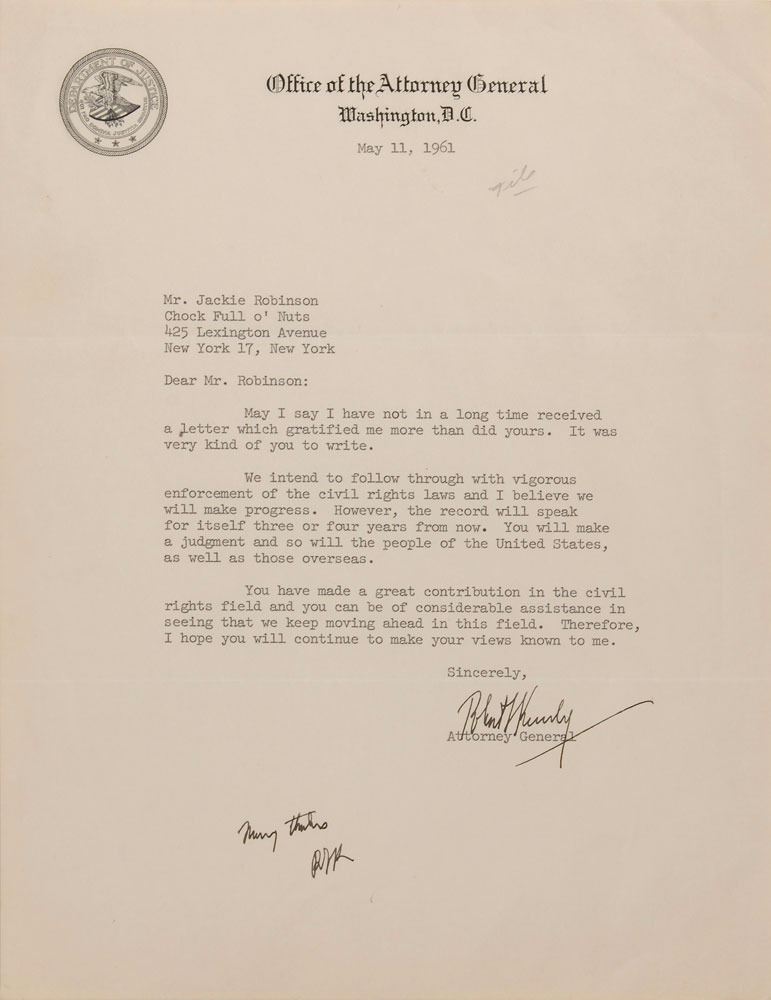 DEPARTMENT OF JUSTICE
Office of the Attorney General
Washington, D.C.
May 11, 1961
file
Mr. Jackie Robinson
Chock Full o' Nuts
425 Lexington Avenue
New York 17, New York
Dear Mr. Robinson:
May I say I have not in a long time received
a letter which gratified me more than did yours. It was
very kind of you to write.
We intend to follow through with vigorous
enforcement of the civil rights laws and I believe we
will make progress. However, the record will speak
for itself three or four years from now. You will make
a judgment and so will the people of the United States,
as well as those overseas.
You have made a great contribution in the civil
rights field and you can be of considerable assistance in
seeing that we keep moving ahead in this field. Therefore,
I hope you will continue to make your views known to me.
Sincerely,
Robert F Kennedy
Attorney General
Many thanks
RFK